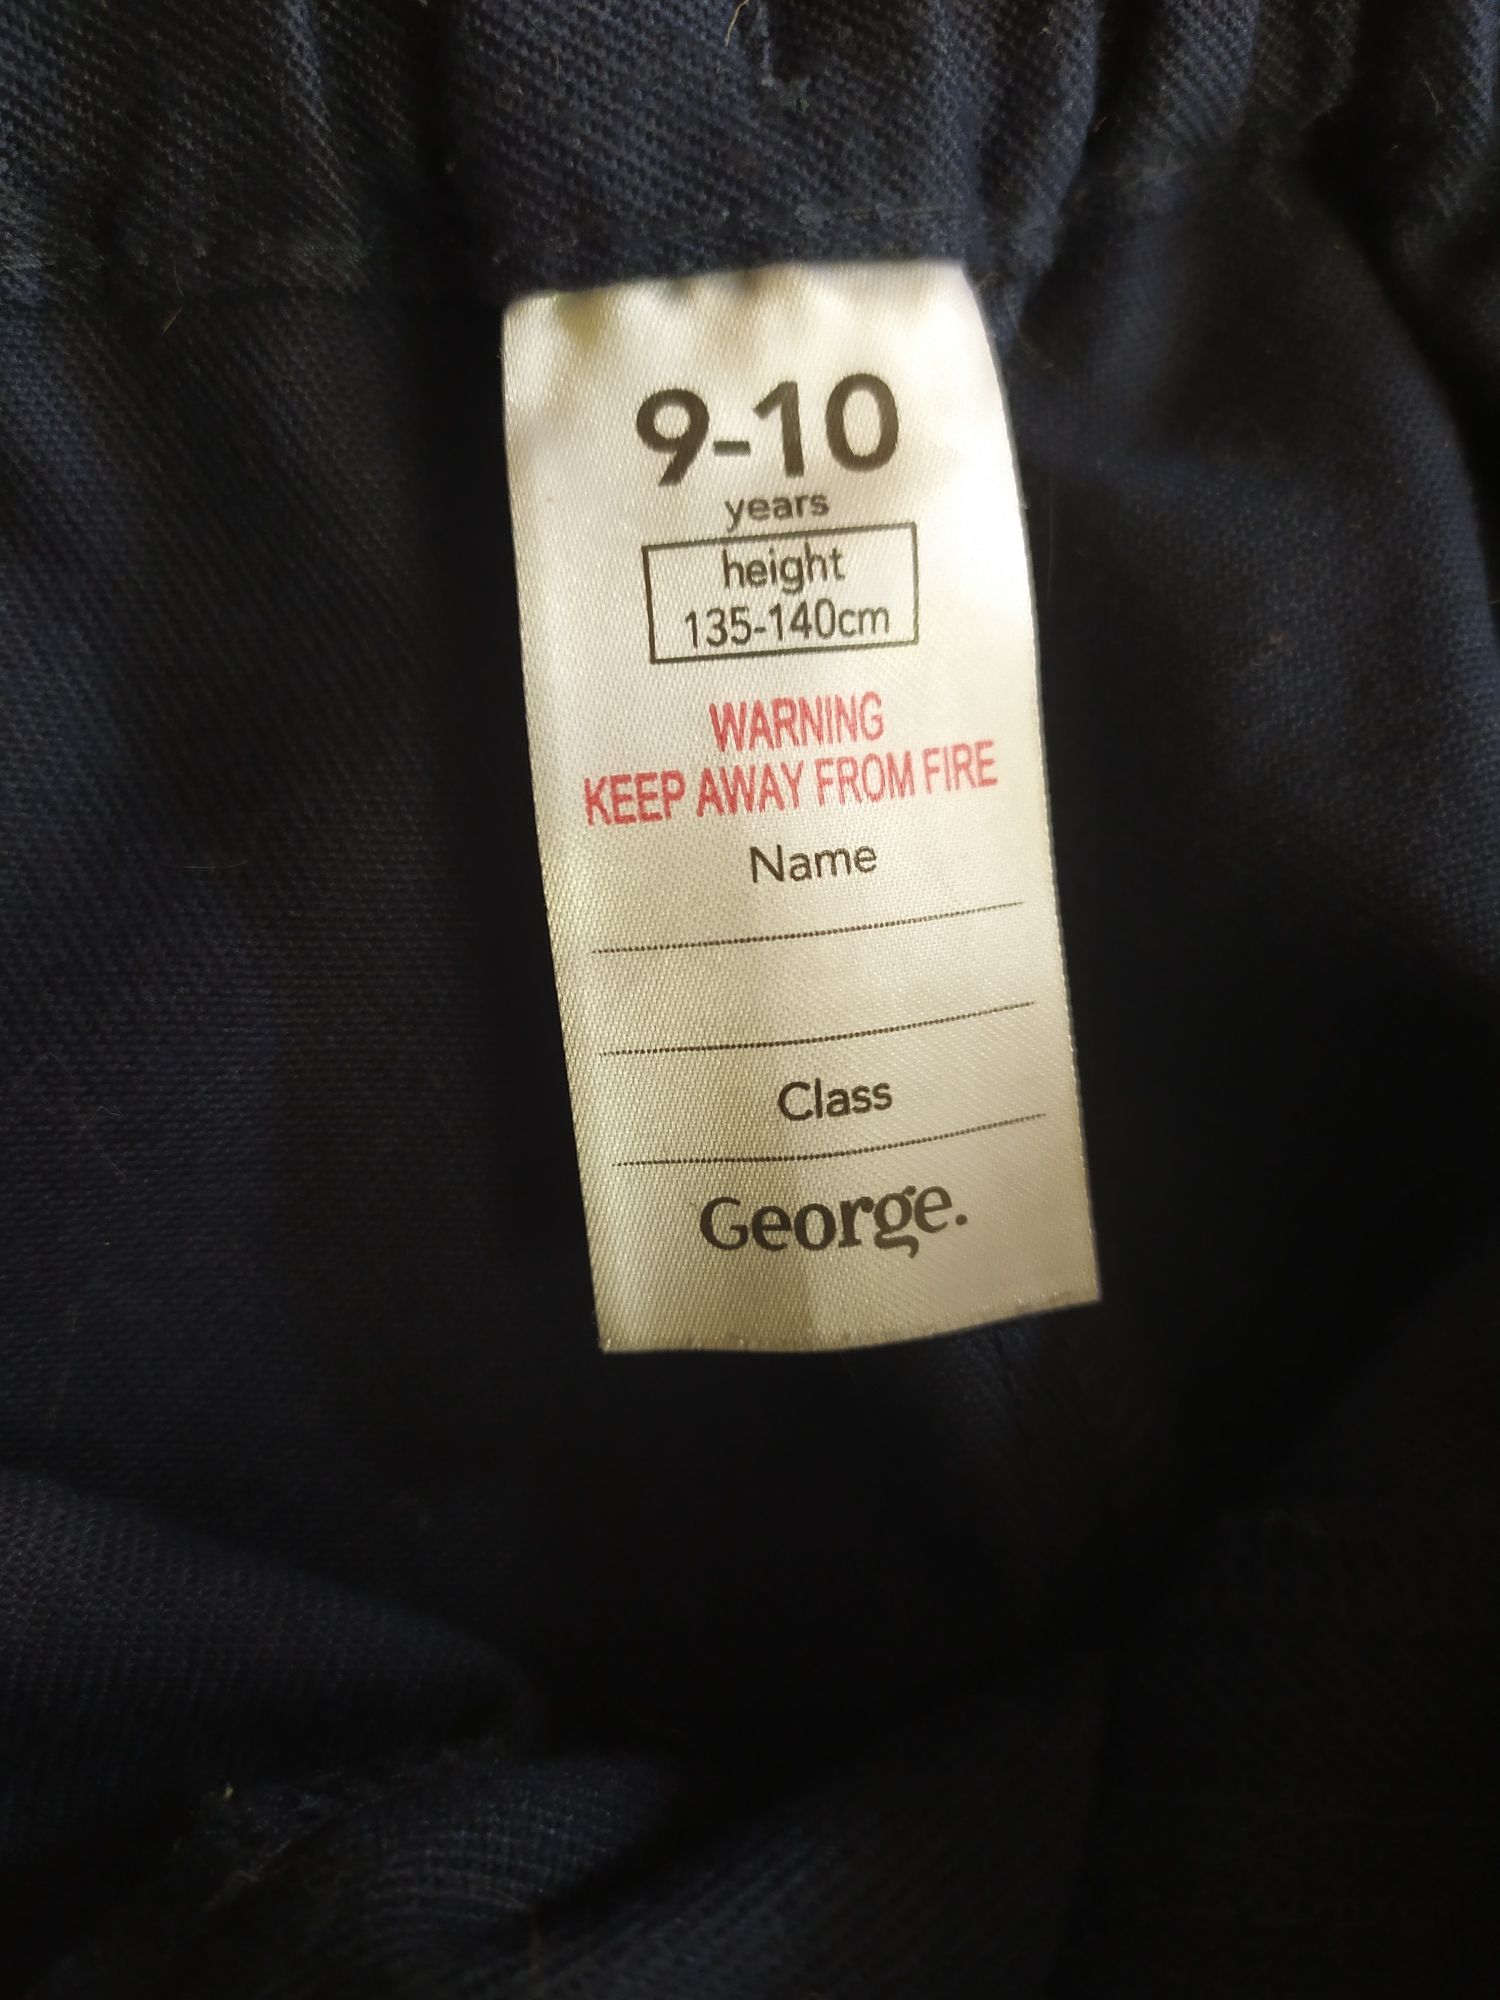 9-10
years
height
135-140cm
WARNING
KEEP AWAY FROM FIRE
Name
Class
George.